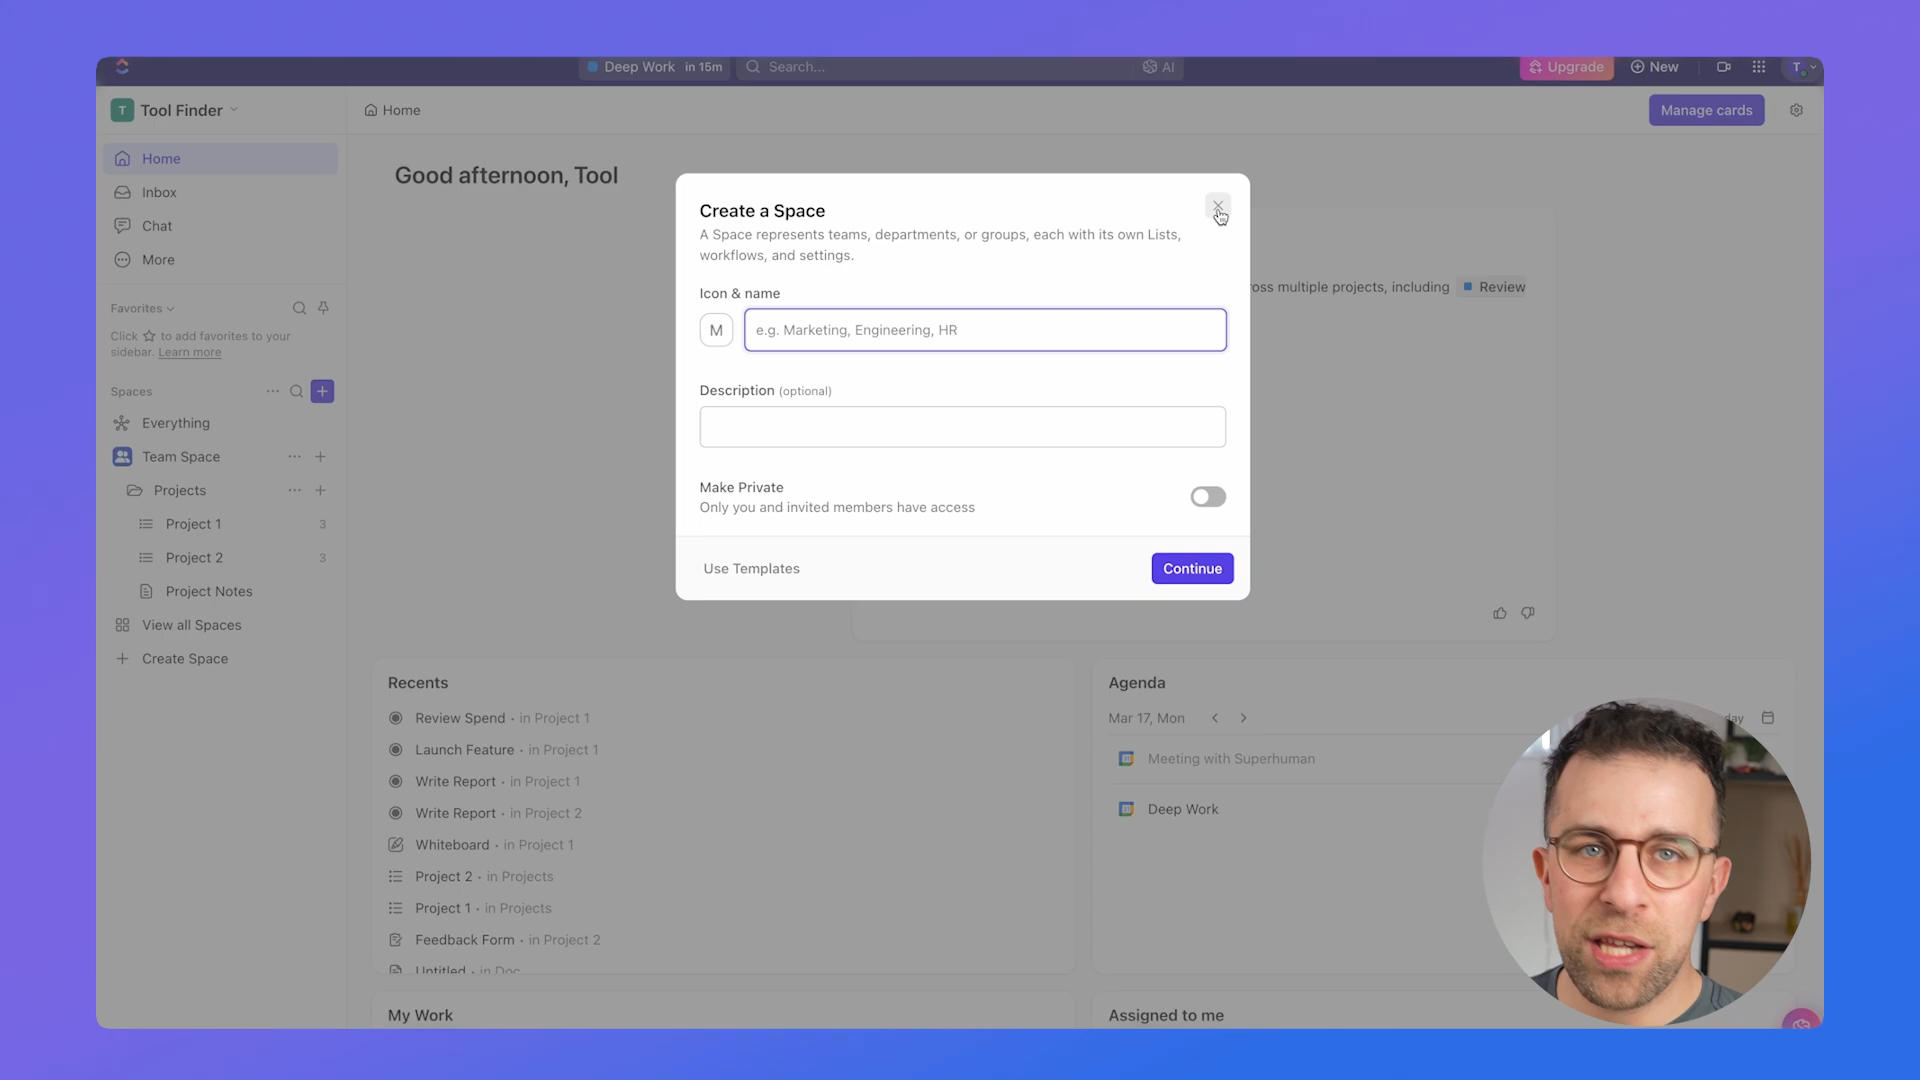 Deep Work in 15m
Search...
AI
Upgrade
New
T
T Tool Finder
Home
Manage cards
Home
Inbox
Chat
More
Favorites
Click to add favorites to your
sidebar. Learn more
Spaces
Everything
Team Space
Projects
Project 1 3
Project 2 3
Project Notes
View all Spaces
Create Space
Good afternoon, Tool
Create a Space
A Space represents teams, departments, or groups, each with its own Lists,
workflows, and settings.
Icon & name
M
e.g. Marketing, Engineering, HR
Description (optional)
Make Private
Only you and invited members have access
Use Templates
Continue
oss multiple projects, including Review
Recents
Review Spend • in Project 1
Launch Feature • in Project 1
Write Report • in Project 1
Write Report • in Project 2
Whiteboard • in Project 1
Project 2 • in Projects
Project 1 • in Projects
Feedback Form • in Project 2
Untitled • in Doc
My Work
Agenda
Mar 17, Mon
day
Meeting with Superhuman
Deep Work
Assigned to me